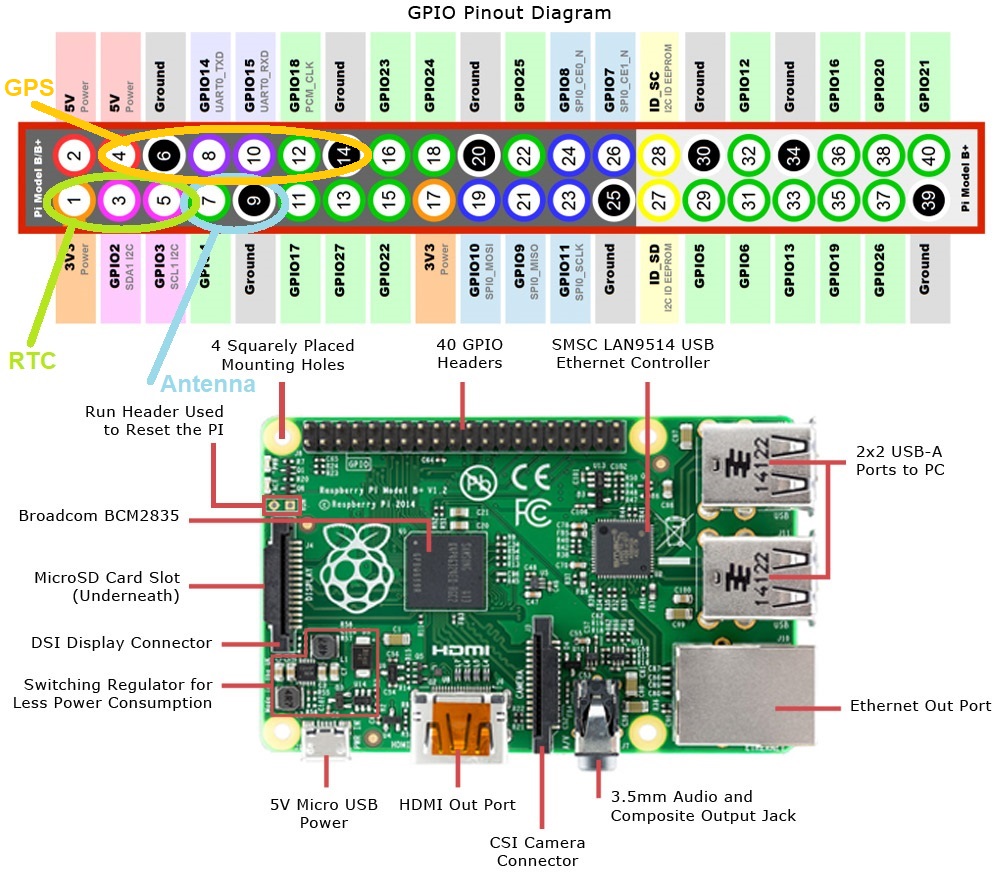 GPIO Pinout Diagram
5V
Power
5V
Power
Ground
GPIO14
UART0_TXD
GPIO15
UART0_RXD
GPIO18
PCM_CLK
Ground
GPIO23
GPIO24
Ground
GPIO25
GPIO8
SPI0_CE0_N
GPIO7
SPI0_CE1_N
ID_SC
I2C ID EEPROM
Ground
GPIO12
Ground
GPIO16
GPIO20
GPIO21
GPS
Pi Model B/B+
2 4 6 8 10 12 14 16 18 20 22 24 26 28 30 32 34 36 38 40
1 3 5 7 9 11 13 15 17 19 21 23 25 27 29 31 33 35 37 39
Pi Model B+
3V3
Power
GPIO2
SDA1 I2C
GPIO3
SCL1 I2C
Ground
GPIO17
GPIO27
GPIO22
3V3
Power
GPIO10
SPI0_MOSI
GPIO9
SPI0_MISO
GPIO11
SPI0_SCLK
Ground
ID_SD
I2C ID EEPROM
GPIO5
GPIO6
GPIO13
GPIO19
GPIO26
Ground
RTC
Antenna
4 Squarely Placed
Mounting Holes
40 GPIO
Headers
SMSC LAN9514 USB
Ethernet Controller
Run Header Used
to Reset the PI
2x2 USB-A
Ports to PC
Broadcom BCM2835
MicroSD Card Slot
(Underneath)
DSI Display Connector
Switching Regulator for
Less Power Consumption
Ethernet Out Port
5V Micro USB
Power
HDMI Out Port
CSI Camera
Connector
3.5mm Audio and
Composite Output Jack
GPIO
Raspberry Pi Model B+ V1.2
© Raspberry Pi 2014
Pb
CE
FC
DISPLAY
HDMI
CAMERA
14122
14122
USB